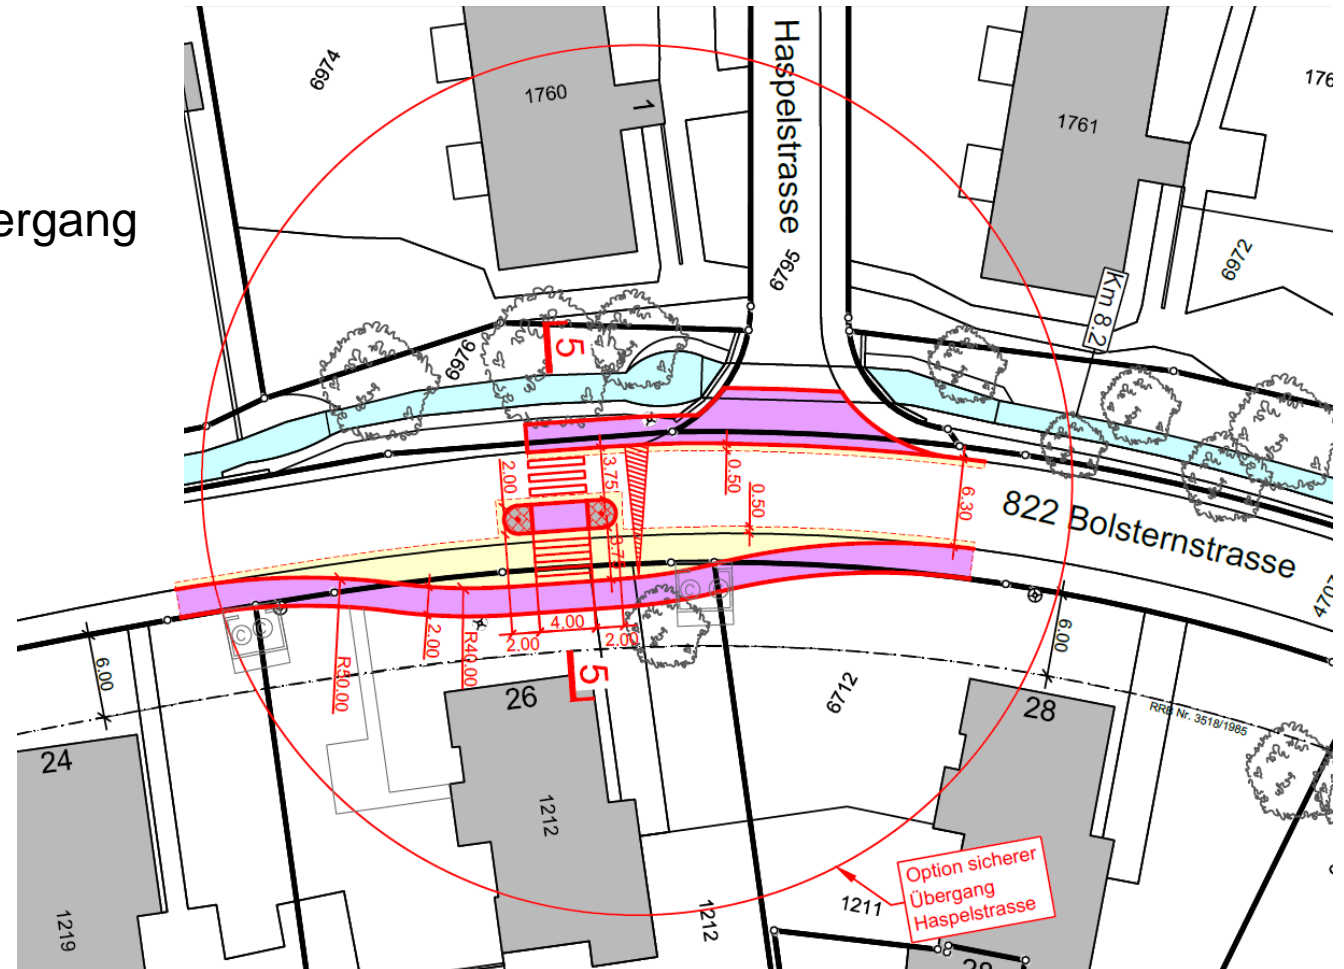 ergang
6974
1760
1
Haspelstrasse
6795
1761
6972
Km 8.2
6976
5
2.00
3.75
0.50
0.50
6.30
822 Bolsternstrasse
4707
6.00
R50.00
2.00
R40.00
2.00
4.00
2.00
5
6.00
RRB Nr. 3518/1985
6712
24
26
28
1212
1219
1212
1211
Option sicherer
Übergang
Haspelstrasse
C
C
C
C